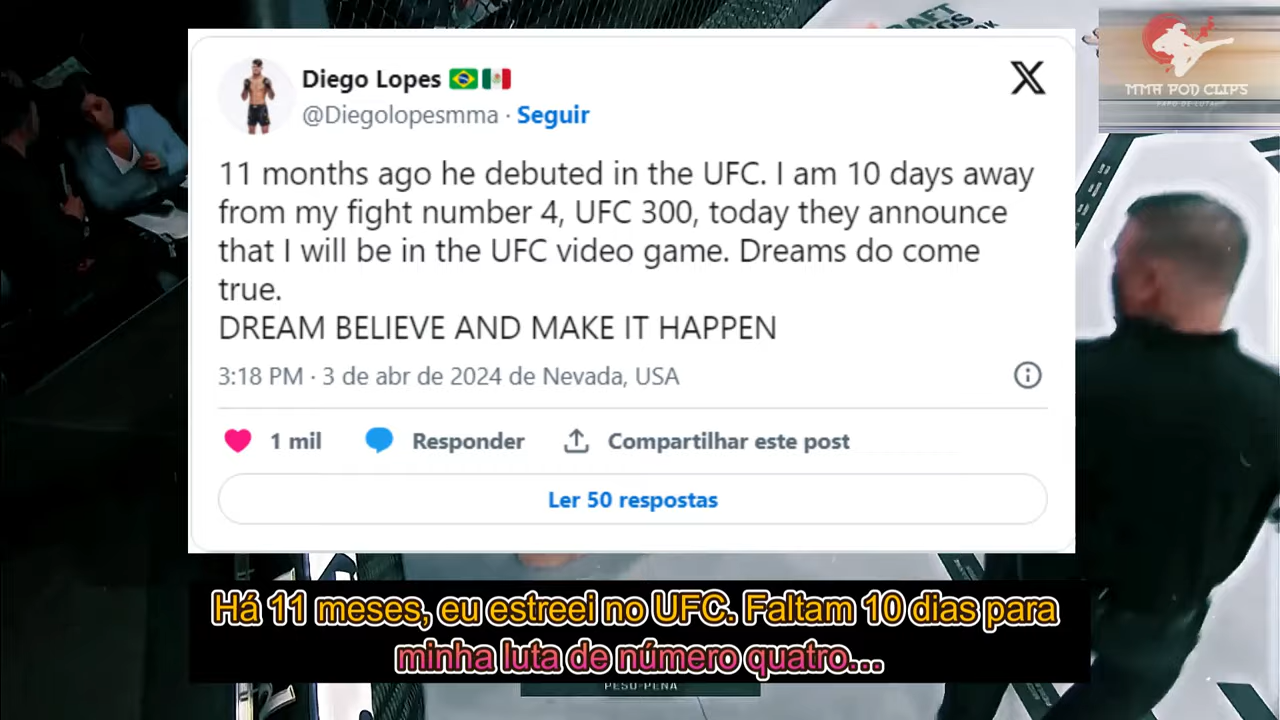 Diego Lopes
@Diegolopesmma · Seguir
11 months ago he debuted in the UFC. I am 10 days away
from my fight number 4, UFC 300, today they announce
that I will be in the UFC video game. Dreams do come
true.
DREAM BELIEVE AND MAKE IT HAPPEN
3:18 PM · 3 de abr de 2024 de Nevada, USA
1 mil Responder Compartilhar este post
Ler 50 respostas
MMA POD CLIPS
PAPO DE LUTA
Há 11 meses, eu estreei no UFC. Faltam 10 dias para
minha luta de número quatro...
PESO-PENA